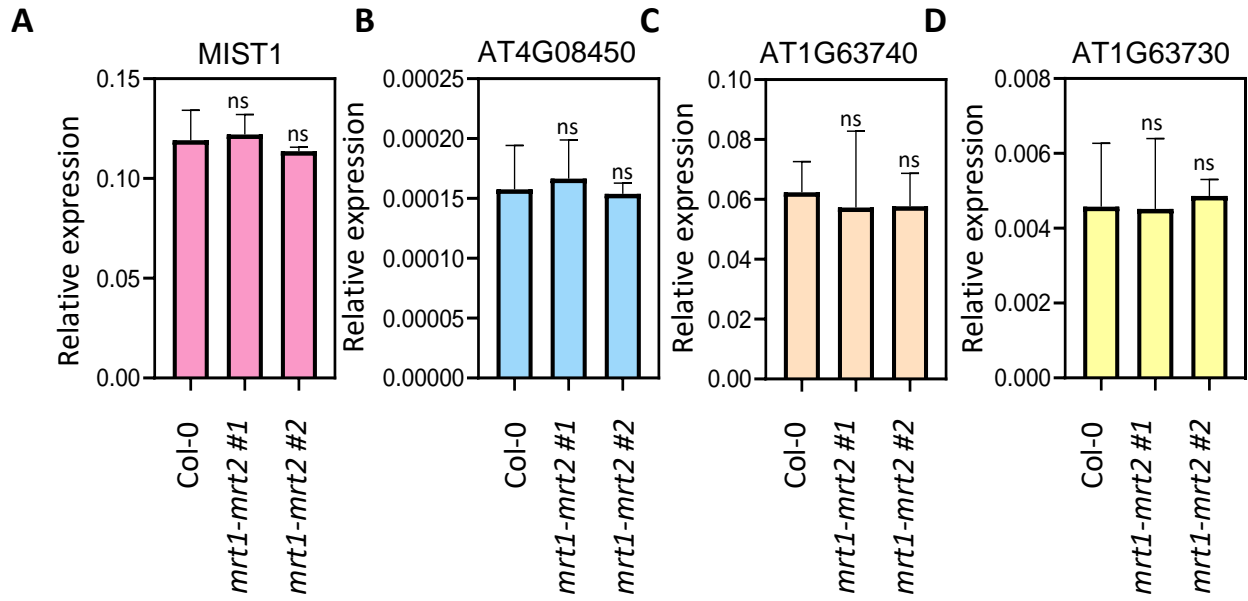 A
MIST1
Relative expression
0.15
0.10
0.05
0.00
ns
ns
Col-0
mrt1-mrt2 #1
mrt1-mrt2 #2
B
AT4G08450
Relative expression
0.00025
0.00020
0.00015
0.00010
0.00005
0.00000
ns
ns
Col-0
mrt1-mrt2 #1
mrt1-mrt2 #2
C
AT1G63740
Relative expression
0.10
0.08
0.06
0.04
0.02
0.00
ns
ns
Col-0
mrt1-mrt2 #1
mrt1-mrt2 #2
D
AT1G63730
Relative expression
0.008
0.006
0.004
0.002
0.000
ns
ns
Col-0
mrt1-mrt2 #1
mrt1-mrt2 #2